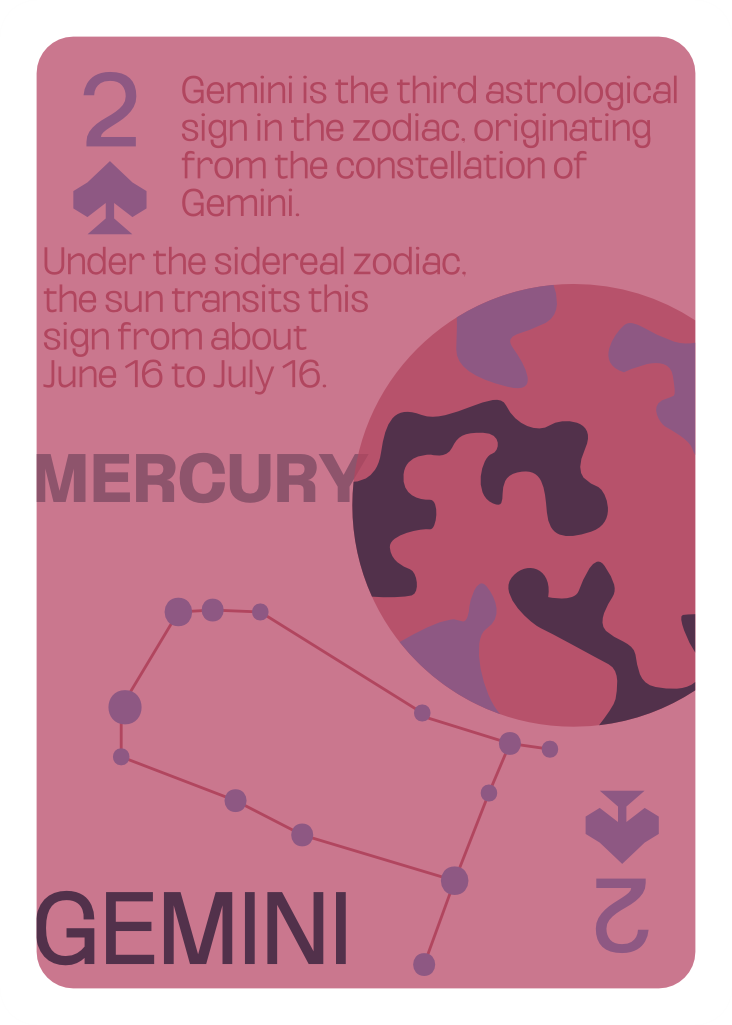 2
Gemini is the third astrological
sign in the zodiac, originating
from the constellation of
Gemini.
Under the sidereal zodiac,
the sun transits this
sign from about
June 16 to July 16.
MERCURY
GEMINI
2